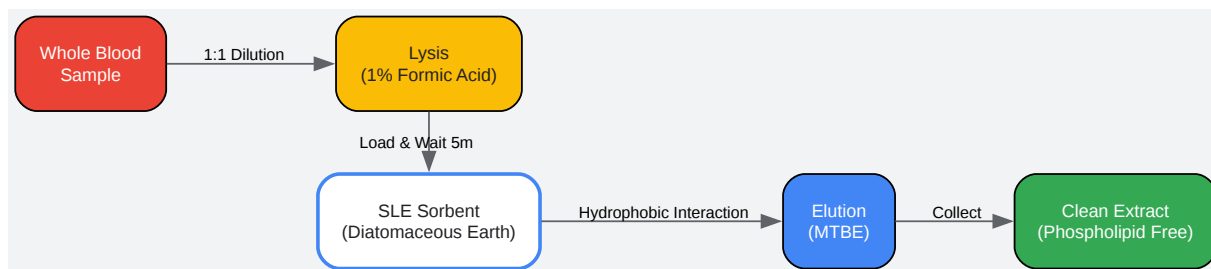 Whole Blood
Sample
1:1 Dilution
Lysis
(1% Formic Acid)
Load & Wait 5m
SLE Sorbent
(Diatomaceous Earth)
Hydrophobic Interaction
Elution
(MTBE)
Collect
Clean Extract
(Phospholipid Free)